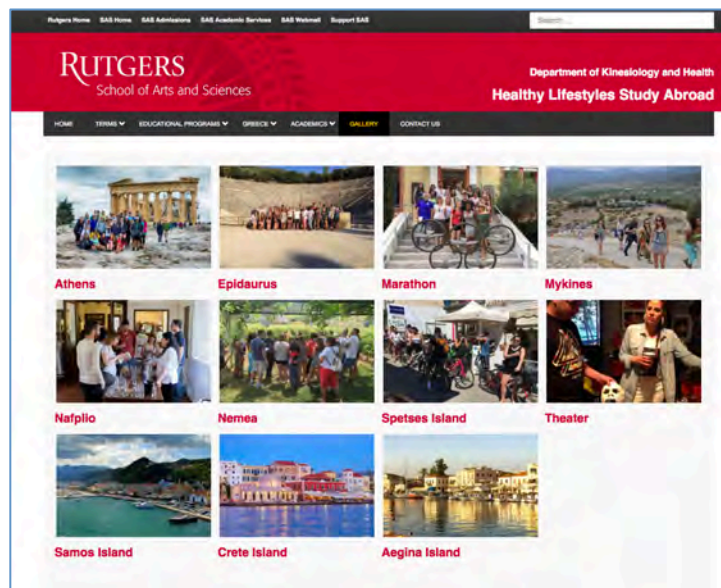 Rutgers Home SAS Home SAS Admissions SAS Academic Services SAS Webmail Support SAS Search ...
RUTGERS
School of Arts and Sciences
Department of Kinesiology and Health
Healthy Lifestyles Study Abroad
HOME TERMS EDUCATIONAL PROGRAMS GREECE ACADEMICS GALLERY CONTACT US
Athens Epidaurus Marathon Mykines
Nafplio Nemea Spetses Island Theater
Samos Island Crete Island Aegina Island